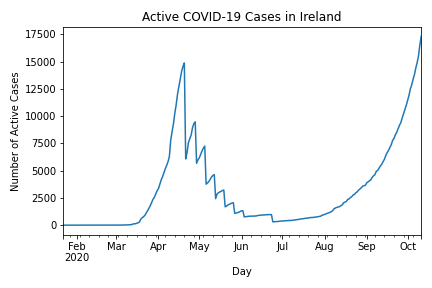 Active COVID-19 Cases in Ireland
Number of Active Cases
17500
15000
12500
10000
7500
5000
2500
0
Feb Mar Apr May Jun Jul Aug Sep Oct
2020
Day